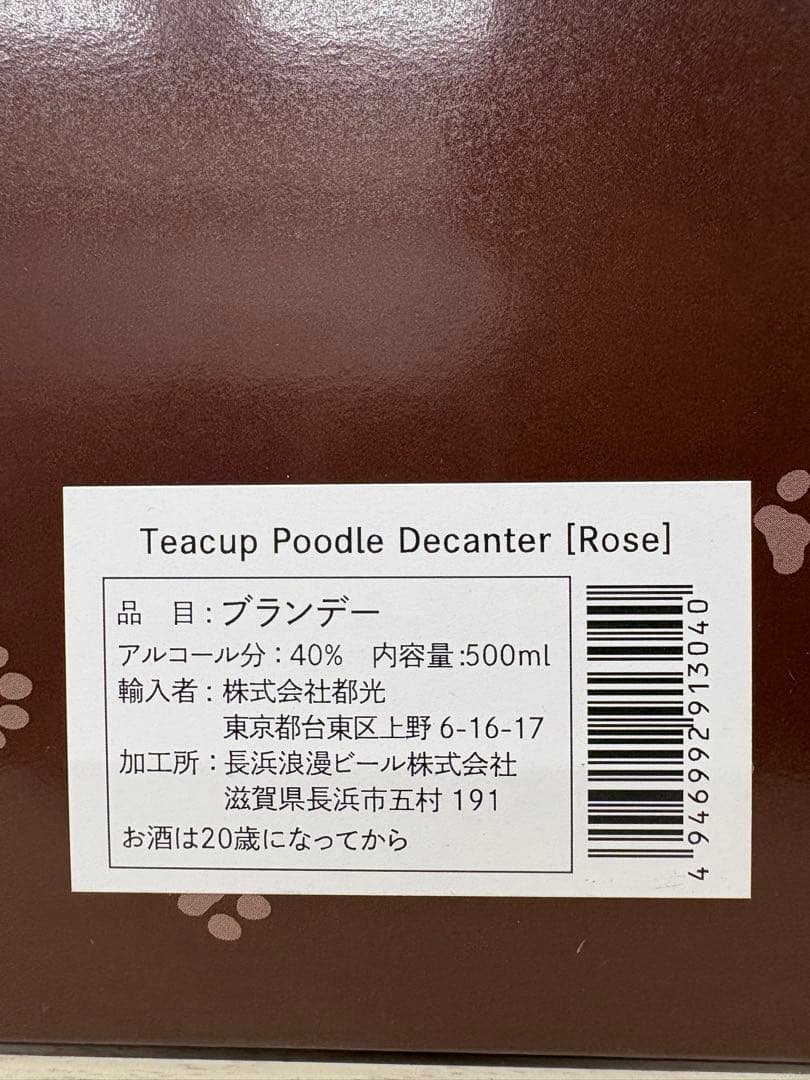 Teacup Poodle Decanter [Rose]
品　目：ブランデー
アルコール分：40%　内容量:500ml
輸入者：株式会社都光
東京都台東区上野 6-16-17
加工所：長浜浪漫ビール株式会社
滋賀県長浜市五村 191
お酒は20歳になってから
4946992913040